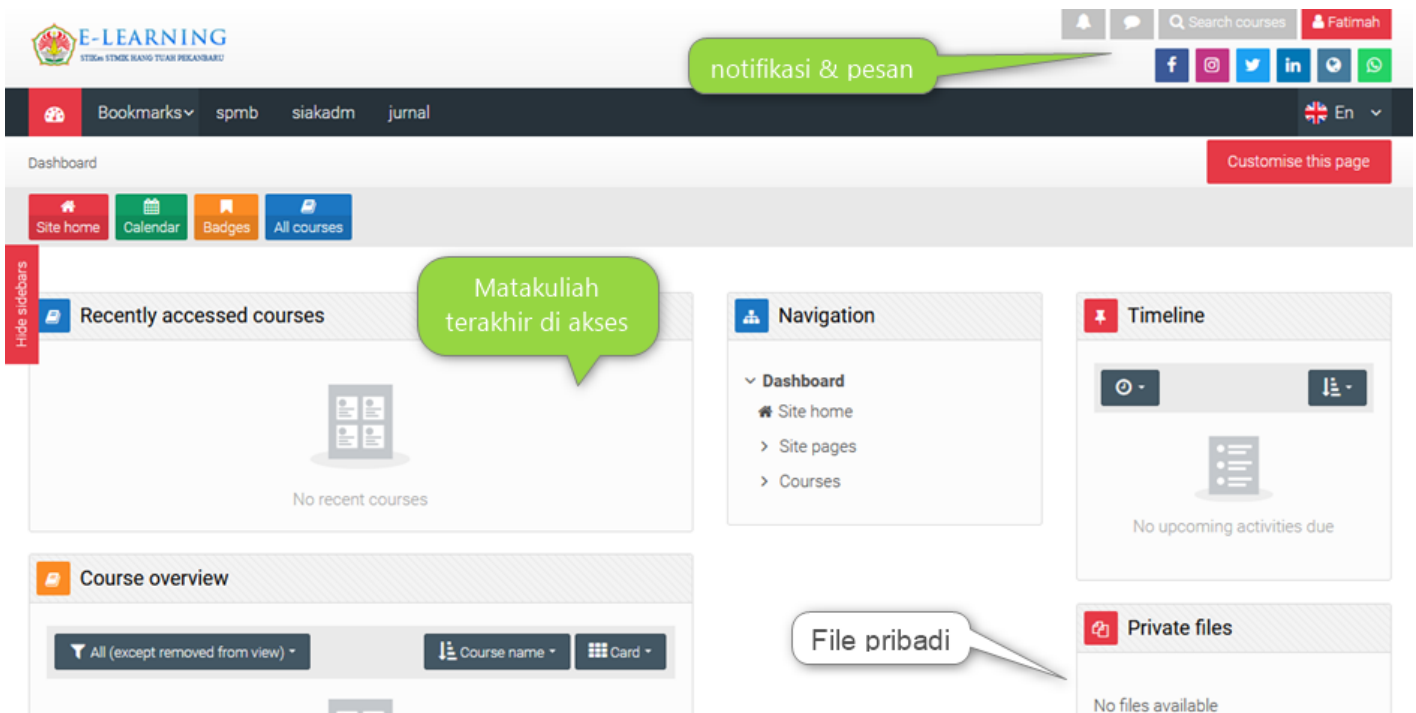 E-LEARNING
STIKes STMIK HANG TUAH PEKANBARU
Search courses
Fatimah
notifikasi & pesan
Bookmarks
spmb
siakadm
jurnal
En
Dashboard
Customise this page
Site home
Calendar
Badges
All courses
Hide sidebars
Matakuliah
terakhir di akses
Recently accessed courses
No recent courses
Navigation
Dashboard
Site home
Site pages
Courses
Timeline
No upcoming activities due
Course overview
All (except removed from view)
Course name
Card
File pribadi
Private files
No files available